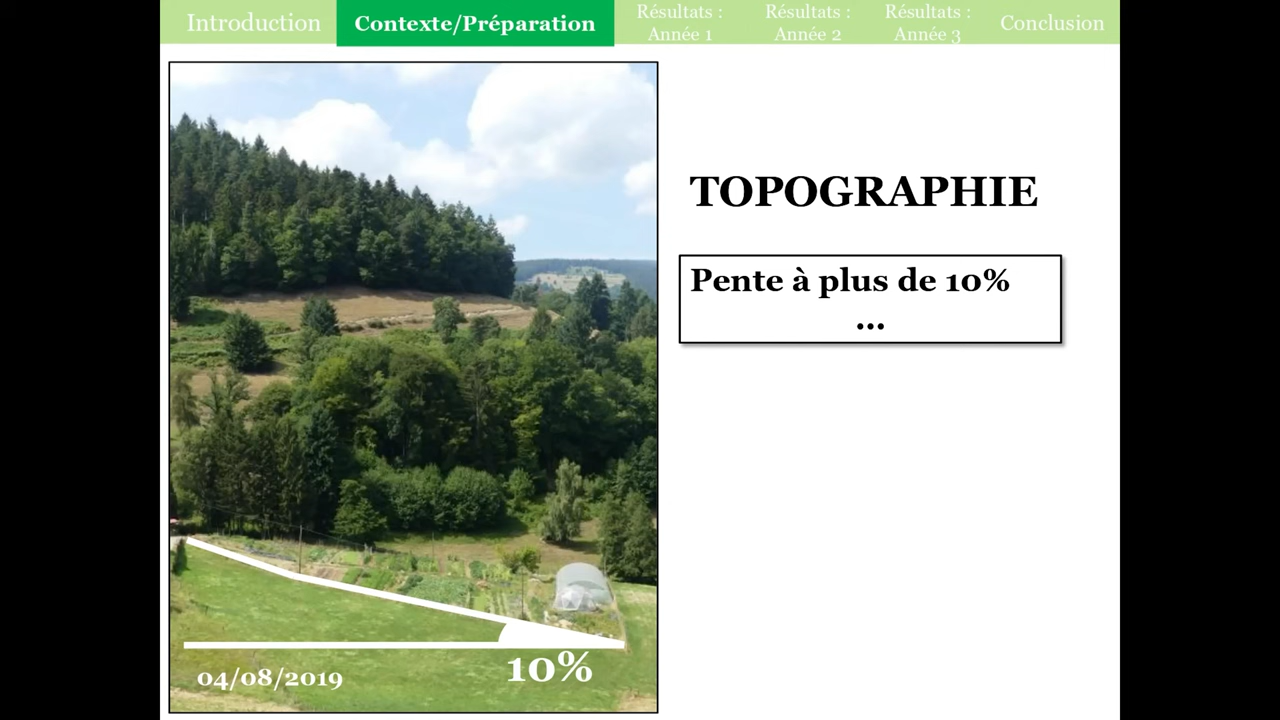 Introduction
Contexte/Préparation
Résultats :
Année 1
Résultats :
Année 2
Résultats :
Année 3
Conclusion
TOPOGRAPHIE
Pente à plus de 10%
...
10%
04/08/2019